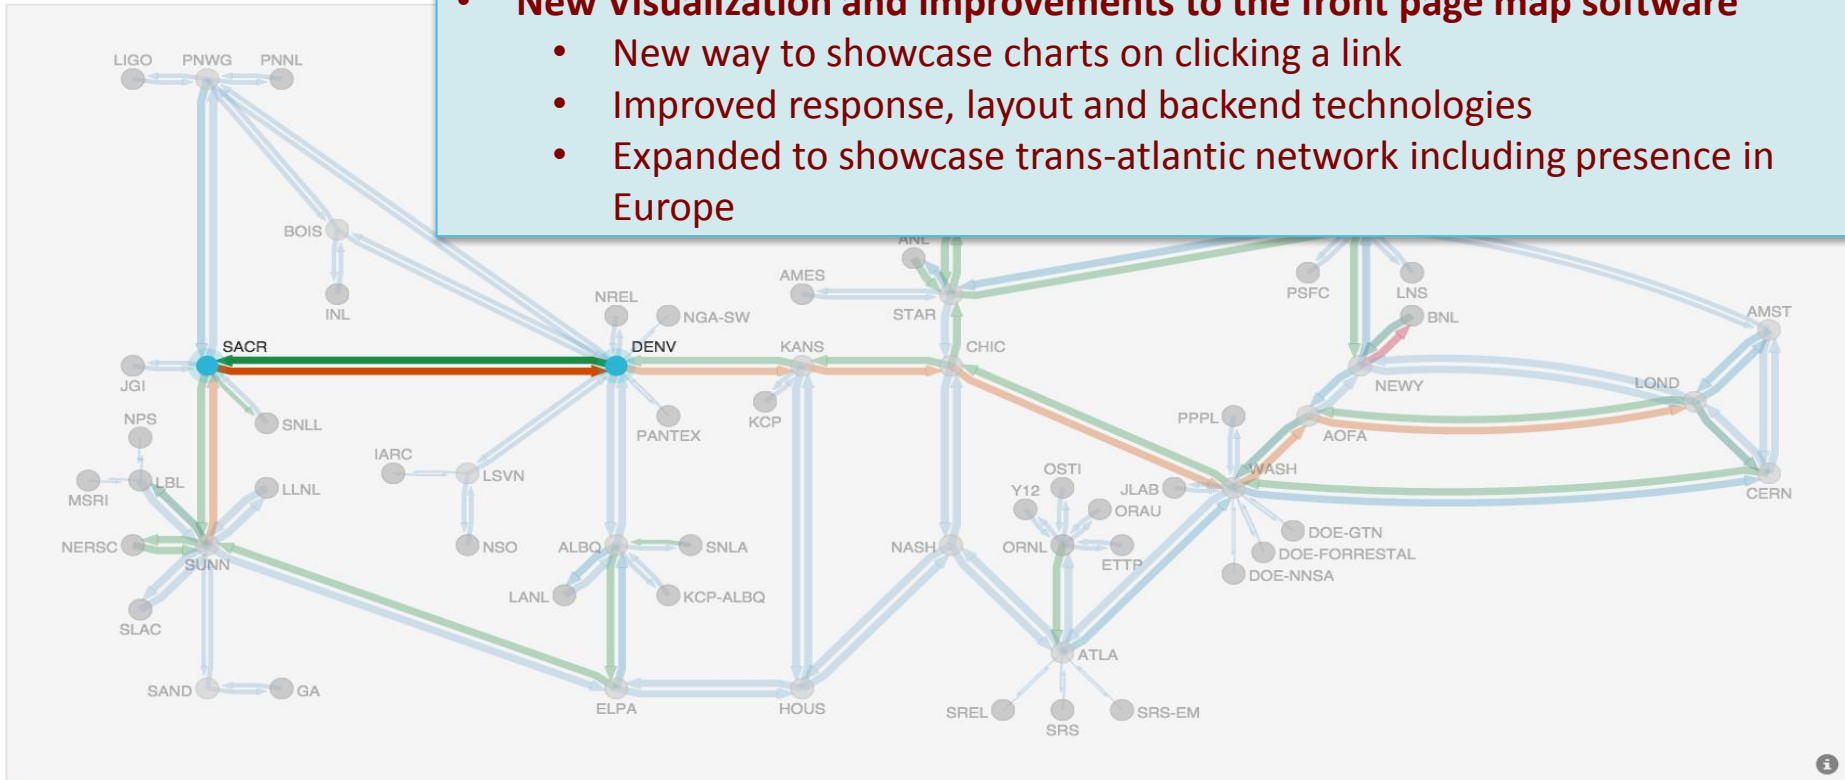 • New Visualization and improvements to the front page map software
• New way to showcase charts on clicking a link
• Improved response, layout and backend technologies
• Expanded to showcase trans-atlantic network including presence in
Europe
LIGO PNWG PNNL
BOIS
INL
ANL
AMES
STAR
PSFC
LNS
BNL
AMST
NREL
NGA-SW
SACR
DENV
KANS
CHIC
JGI
NEWY
LOND
NPS
SNLL
PANTEX
KCP
PPPL
AOFA
IARC
LSVN
OSTI
WASH
MSRI
LBL
LLNL
Y12
JLAB
CERN
ORAU
NERSC
SUNN
NSO
ALBQ
SNLA
NASH
ORNL
ETTP
DOE-GTN
DOE-FORRESTAL
DOE-NNSA
LANL
KCP-ALBQ
SLAC
ATLA
SAND
GA
ELPA
HOUS
SREL
SRS
SRS-EM
i